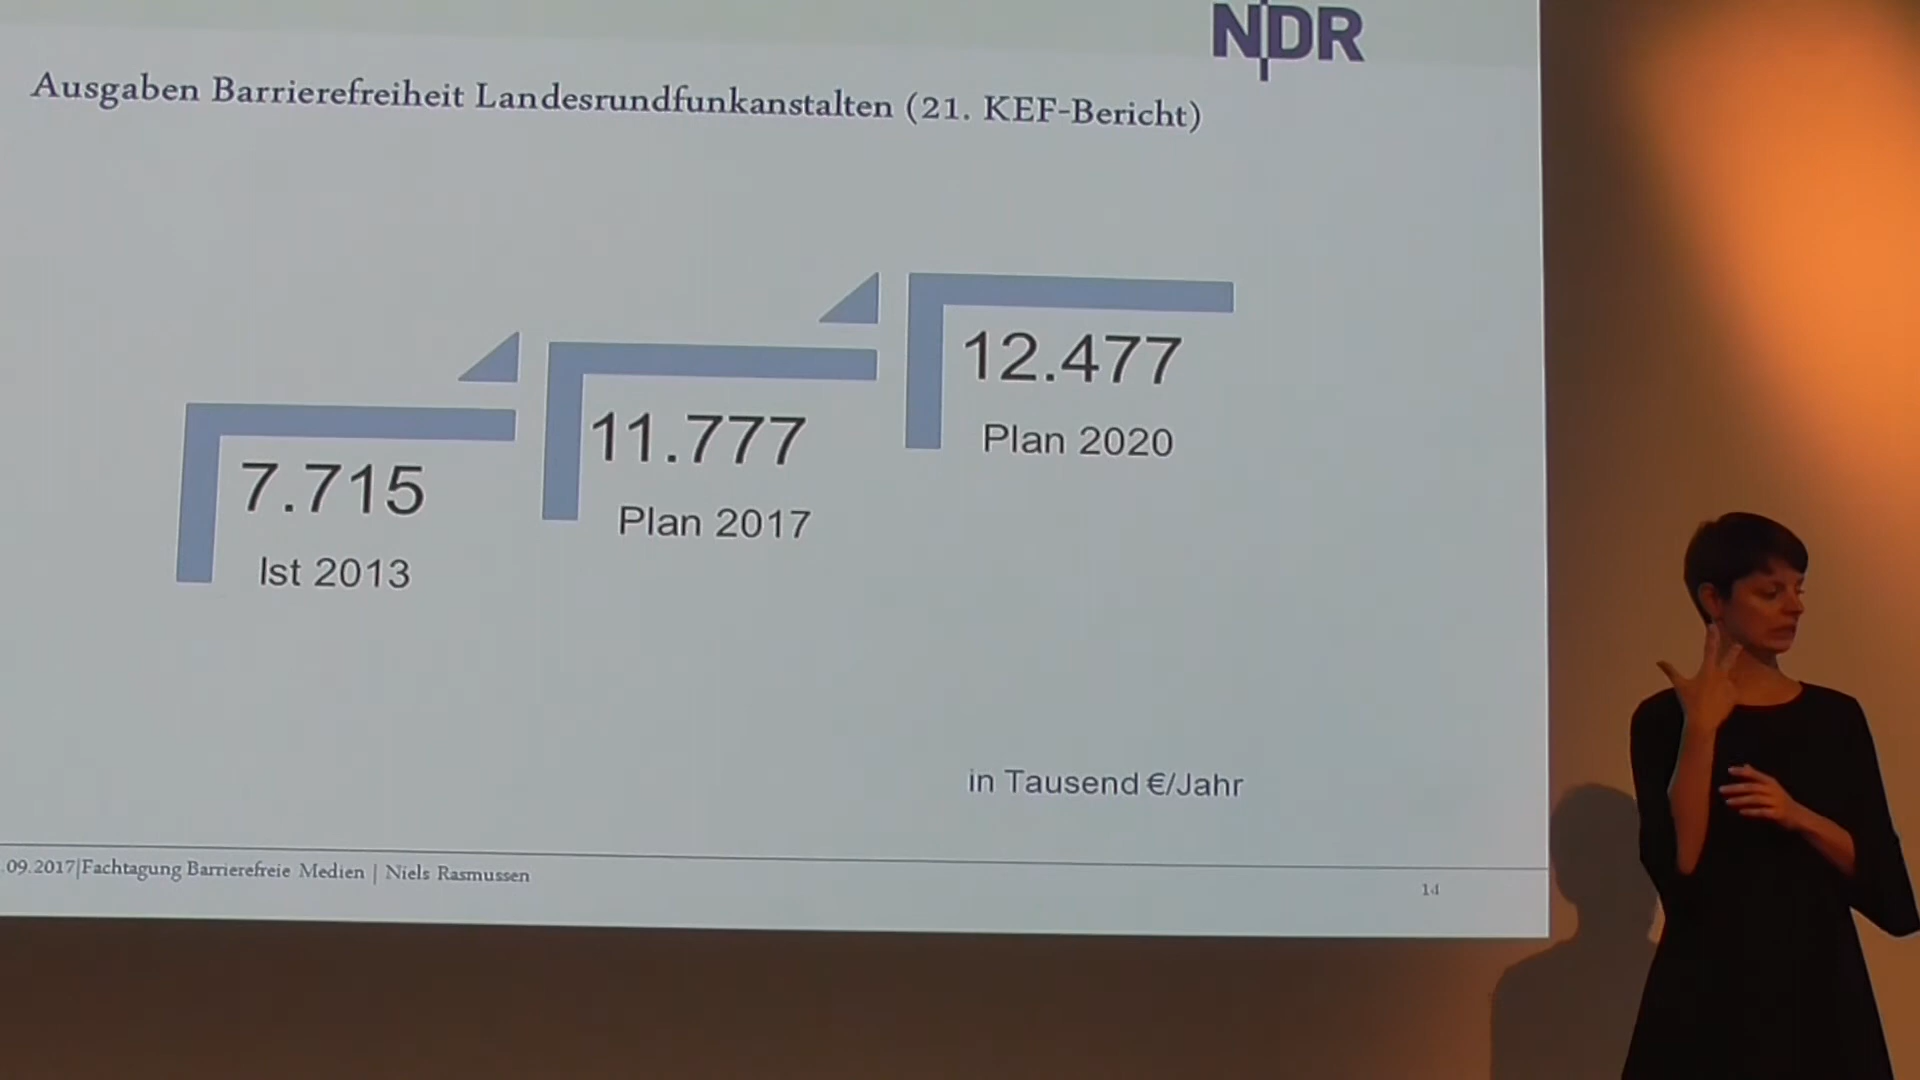 NDR
Ausgaben Barrierefreiheit Landesrundfunkanstalten (21. KEF-Bericht)
12.477
Plan 2020
11.777
Plan 2017
7.715
Ist 2013
in Tausend €/Jahr
.09.2017|Fachtagung Barrierefreie Medien | Niels Rasmussen
14